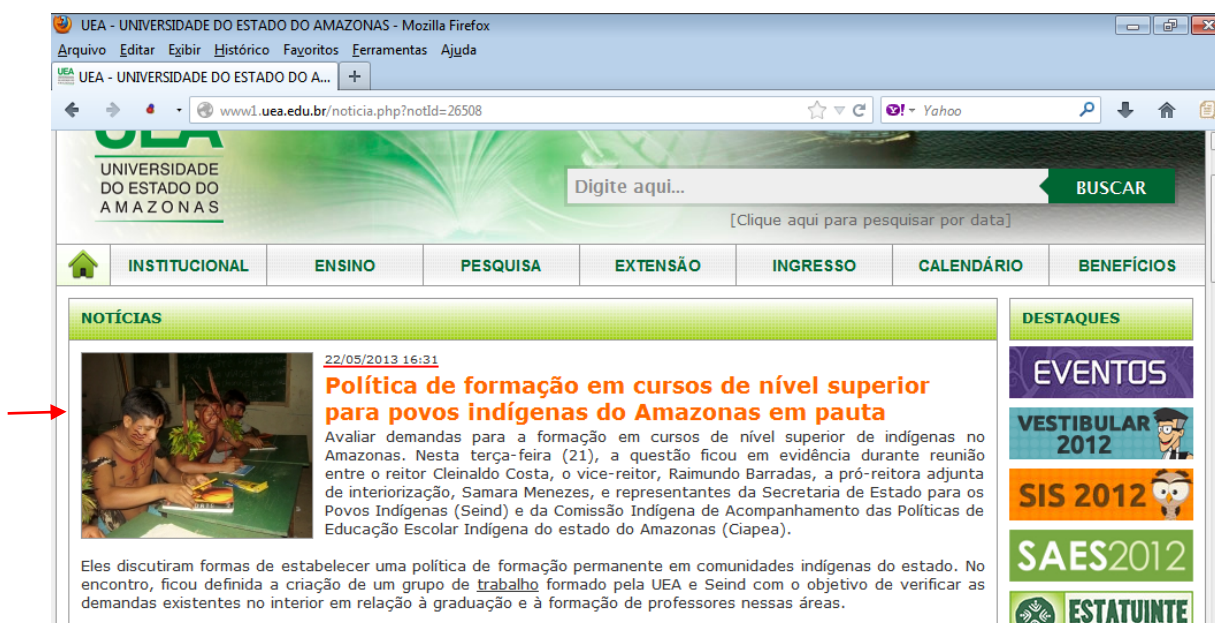 UEA - UNIVERSIDADE DO ESTADO DO AMAZONAS - Mozilla Firefox
Arquivo Editar Exibir Histórico Favoritos Ferramentas Ajuda
UEA - UNIVERSIDADE DO ESTADO DO A... +
www1.uea.edu.br/noticia.php?notId=26508 Yahoo
UEA
UNIVERSIDADE
DO ESTADO DO
AMAZONAS
Digite aqui... BUSCAR
[Clique aqui para pesquisar por data]
INSTITUCIONAL ENSINO PESQUISA EXTENSÃO INGRESSO CALENDÁRIO BENEFÍCIOS
NOTÍCIAS
22/05/2013 16:31
Política de formação em cursos de nível superior
para povos indígenas do Amazonas em pauta
Avaliar demandas para a formação em cursos de nível superior de indígenas no
Amazonas. Nesta terça-feira (21), a questão ficou em evidência durante reunião
entre o reitor Cleinaldo Costa, o vice-reitor, Raimundo Barradas, a pró-reitora adjunta
de interiorização, Samara Menezes, e representantes da Secretaria de Estado para os
Povos Indígenas (Seind) e da Comissão Indígena de Acompanhamento das Políticas de
Educação Escolar Indígena do estado do Amazonas (Ciapea).
Eles discutiram formas de estabelecer uma política de formação permanente em comunidades indígenas do estado. No
encontro, ficou definida a criação de um grupo de trabalho formado pela UEA e Seind com o objetivo de verificar as
demandas existentes no interior em relação à graduação e à formação de professores nessas áreas.
DESTAQUES
EVENTOS
VESTIBULAR
2012
SIS 2012
SAES2012
ESTATUINTE